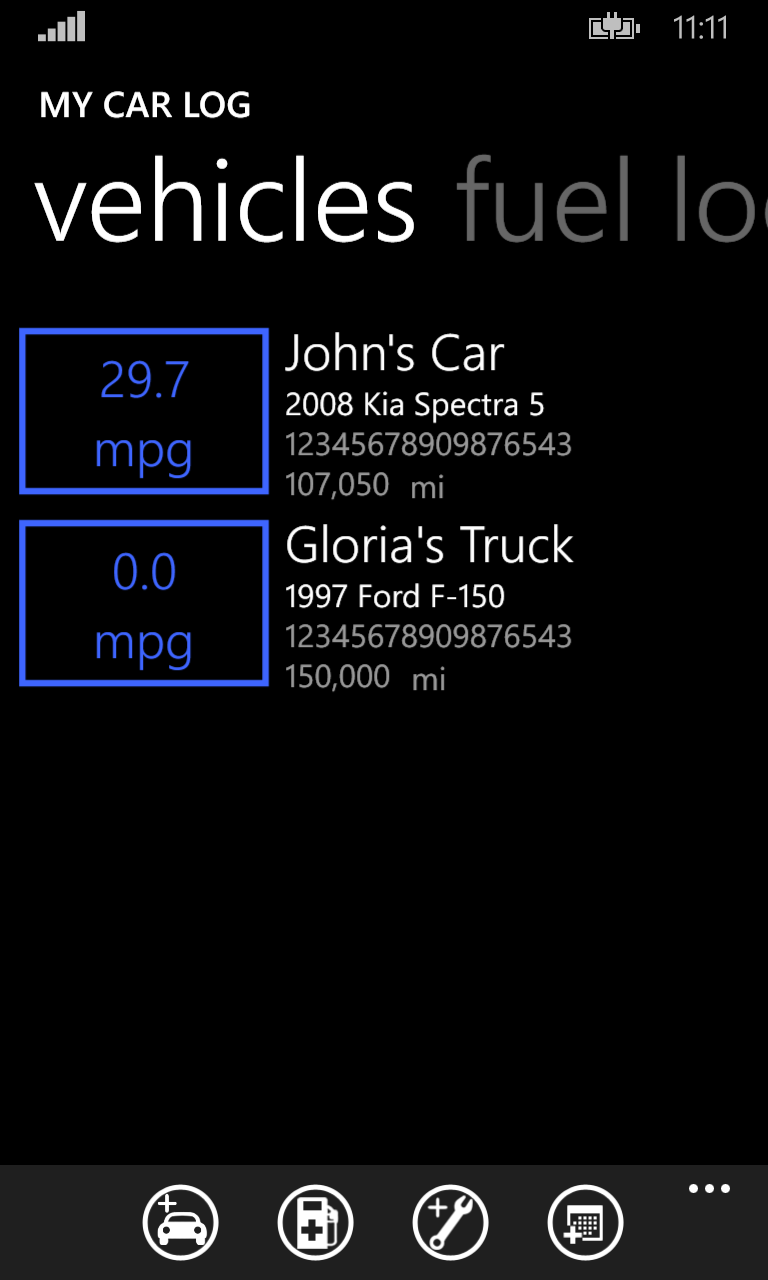 11:11
MY CAR LOG
vehicles fuel lo
29.7
mpg
John's Car
2008 Kia Spectra 5
12345678909876543
107,050 mi
0.0
mpg
Gloria's Truck
1997 Ford F-150
12345678909876543
150,000 mi